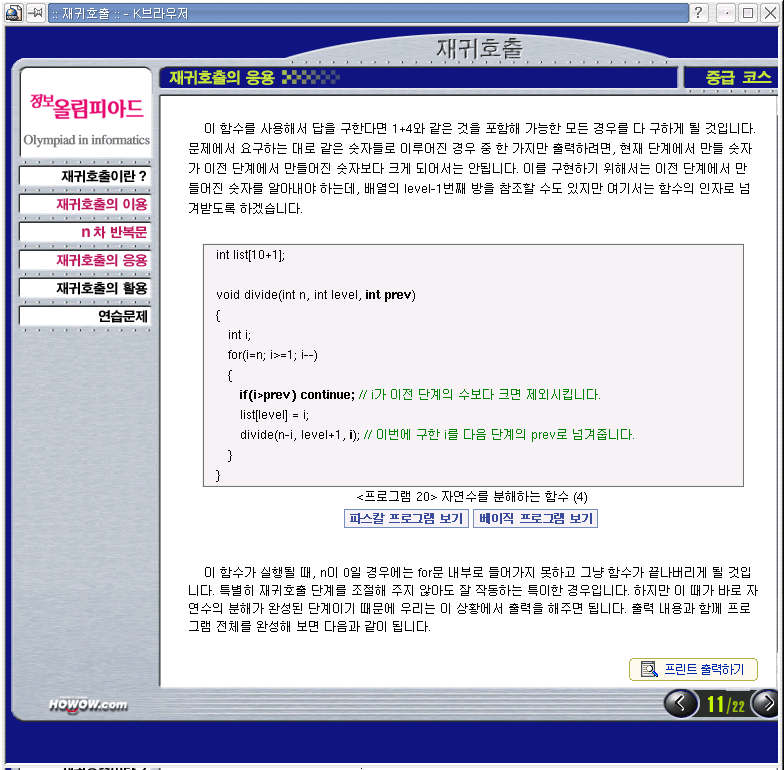 :: 재귀호출 :: - K브라우저
재귀호출
재귀호출의 응용
중급 코스
정보올림피아드
Olympiad in informatics
재귀호출이란 ?
재귀호출의 이용
n 차 반복문
재귀호출의 응용
재귀호출의 활용
연습문제
이 함수를 사용해서 답을 구한다면 1+4와 같은 것을 포함해 가능한 모든 경우를 다 구하게 될 것입니다.
문제에서 요구하는 대로 같은 숫자들로 이루어진 경우 중 한 가지만 출력하려면, 현재 단계에서 만들 숫자
가 이전 단계에서 만들어진 숫자보다 크게 되어서는 안됩니다. 이를 구현하기 위해서는 이전 단계에서 만
들어진 숫자를 알아내야 하는데, 배열의 level-1번째 방을 참조할 수도 있지만 여기서는 함수의 인자로 넘
겨받도록 하겠습니다.
int list[10+1];
void divide(int n, int level, int prev)
{
int i;
for(i=n; i>=1; i--)
{
if(i>prev) continue; // i가 이전 단계의 수보다 크면 제외시킵니다.
list[level] = i;
divide(n-i, level+1, i); // 이번에 구한 i를 다음 단계의 prev로 넘겨줍니다.
}
}
<프로그램 20> 자연수를 분해하는 함수 (4)
파스칼 프로그램 보기 베이직 프로그램 보기
이 함수가 실행될 때, n이 0일 경우에는 for문 내부로 들어가지 못하고 그냥 함수가 끝나버리게 될 것입
니다. 특별히 재귀호출 단계를 조절해 주지 않아도 잘 작동하는 특이한 경우입니다. 하지만 이 때가 바로 자
연수의 분해가 완성된 단계이기 때문에 우리는 이 상황에서 출력을 해주면 됩니다. 출력 내용과 함께 프로
그램 전체를 완성해 보면 다음과 같이 됩니다.
프린트 출력하기
HOWOW.com
11/22